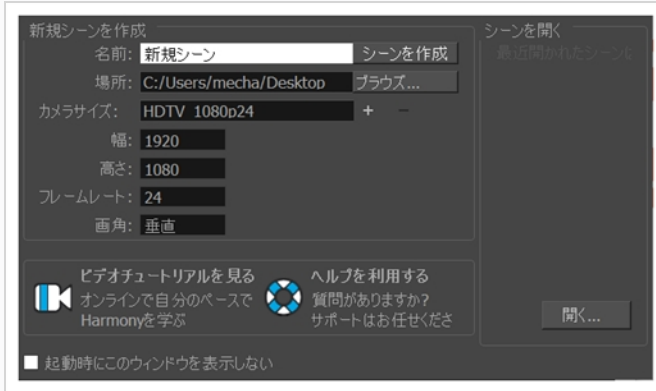 新規シーンを作成
名前: 新規シーン シーンを作成
場所: C:/Users/mecha/Desktop ブラウズ...
カメラサイズ: HDTV_1080p24 + −
幅: 1920
高さ: 1080
フレームレート: 24
画角: 垂直
ビデオチュートリアルを見る
オンラインで自分のペースで
Harmonyを学ぶ
ヘルプを利用する
質問がありますか?
サポートはお任せくださ
起動時にこのウィンドウを表示しない
シーンを開く
最近開かれたシーンは
開く...